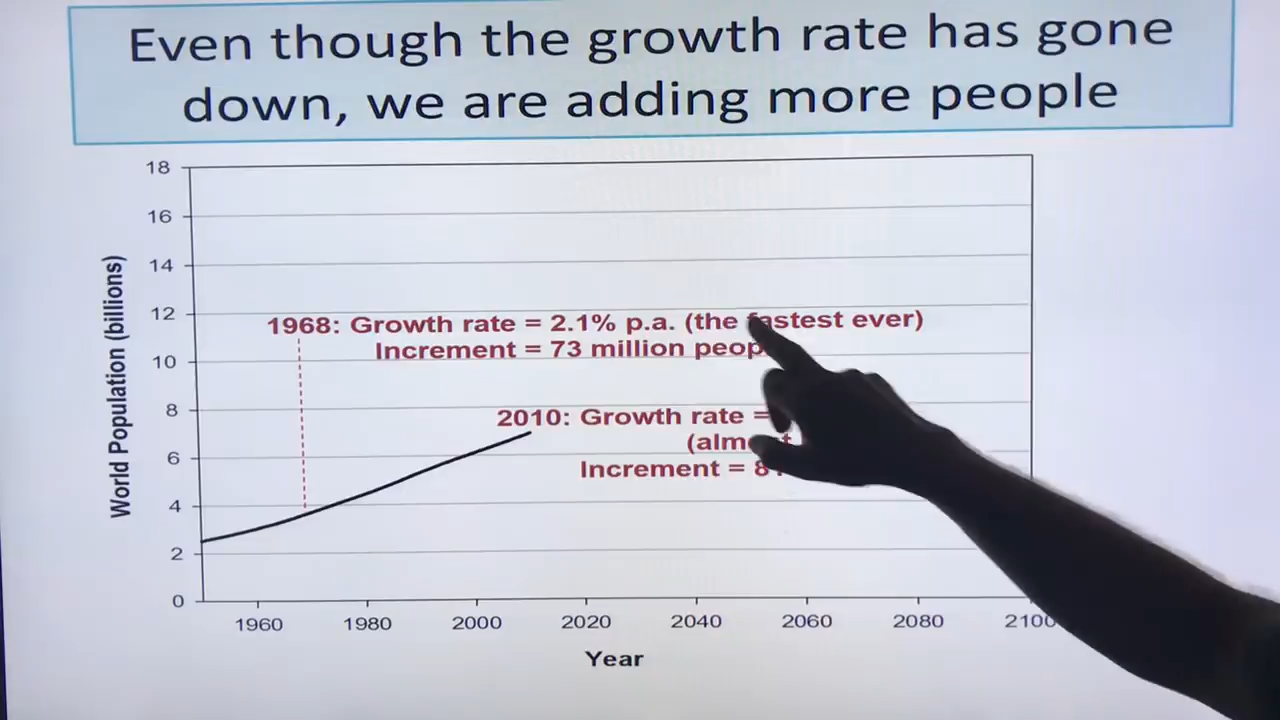 Even though the growth rate has gone
down, we are adding more people
18
16
14
12
10
8
6
4
2
0
World Population (billions)
1968: Growth rate = 2.1% p.a. (the fastest ever)
Increment = 73 million
2010: Growth rate =
Increment =
1960
1980
2000
2020
2040
2060
2080
2100
Year